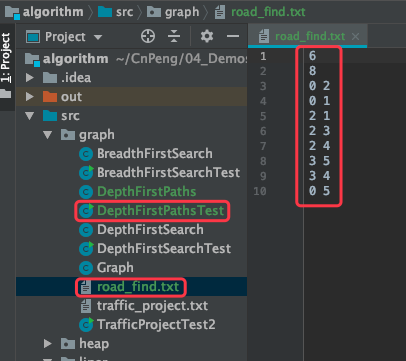 algorithm src graph road_find.txt
1: Project
Project
road_find.txt
algorithm ~/CnPeng/04_Demos
.idea
out
src
graph
BreadthFirstSearch
BreadthFirstSearchTest
DepthFirstPaths
DepthFirstPathsTest
DepthFirstSearch
DepthFirstSearchTest
Graph
road_find.txt
traffic_project.txt
TrafficProjectTest2
heap
1 6
2 8
3 0 2
4 0 1
5 2 1
6 2 3
7 2 4
8 3 5
9 3 4
10 0 5